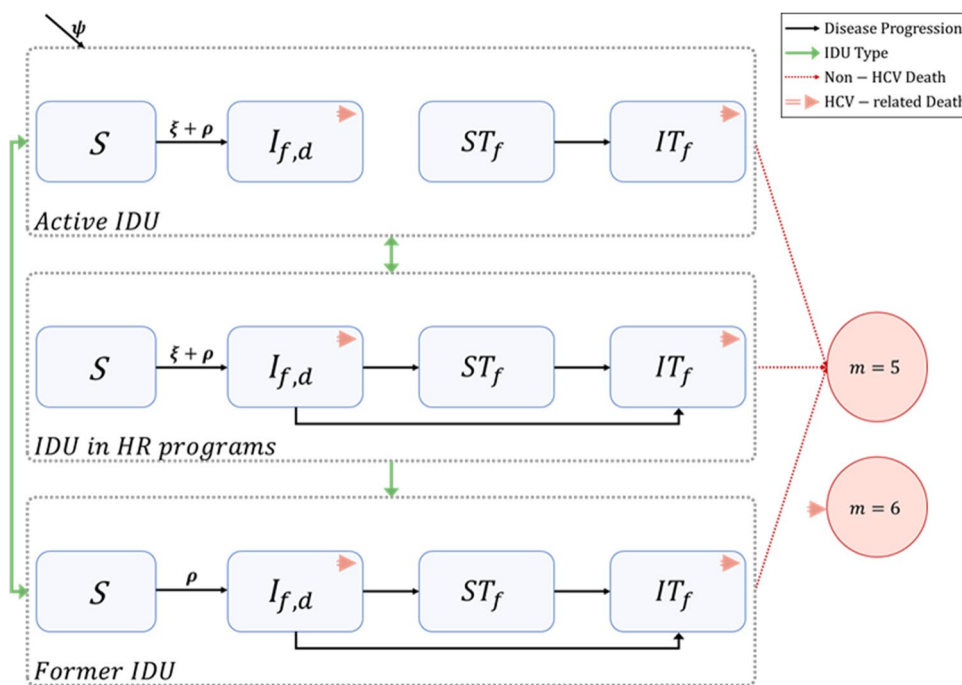 ψ
Disease Progression
IDU Type
Non − HCV Death
HCV − related Death
S
ξ + ρ
I_{f,d}
ST_f
IT_f
Active IDU
S
ξ + ρ
I_{f,d}
ST_f
IT_f
IDU in HR programs
m = 5
m = 6
S
ρ
I_{f,d}
ST_f
IT_f
Former IDU